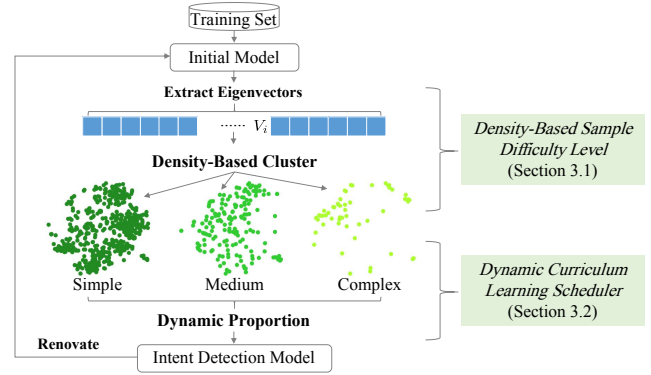 Training Set
Initial Model
Extract Eigenvectors
...... Vi
Density-Based Cluster
Density-Based Sample
Difficulty Level
(Section 3.1)
Simple Medium Complex
Dynamic Curriculum
Learning Scheduler
(Section 3.2)
Dynamic Proportion
Renovate
Intent Detection Model